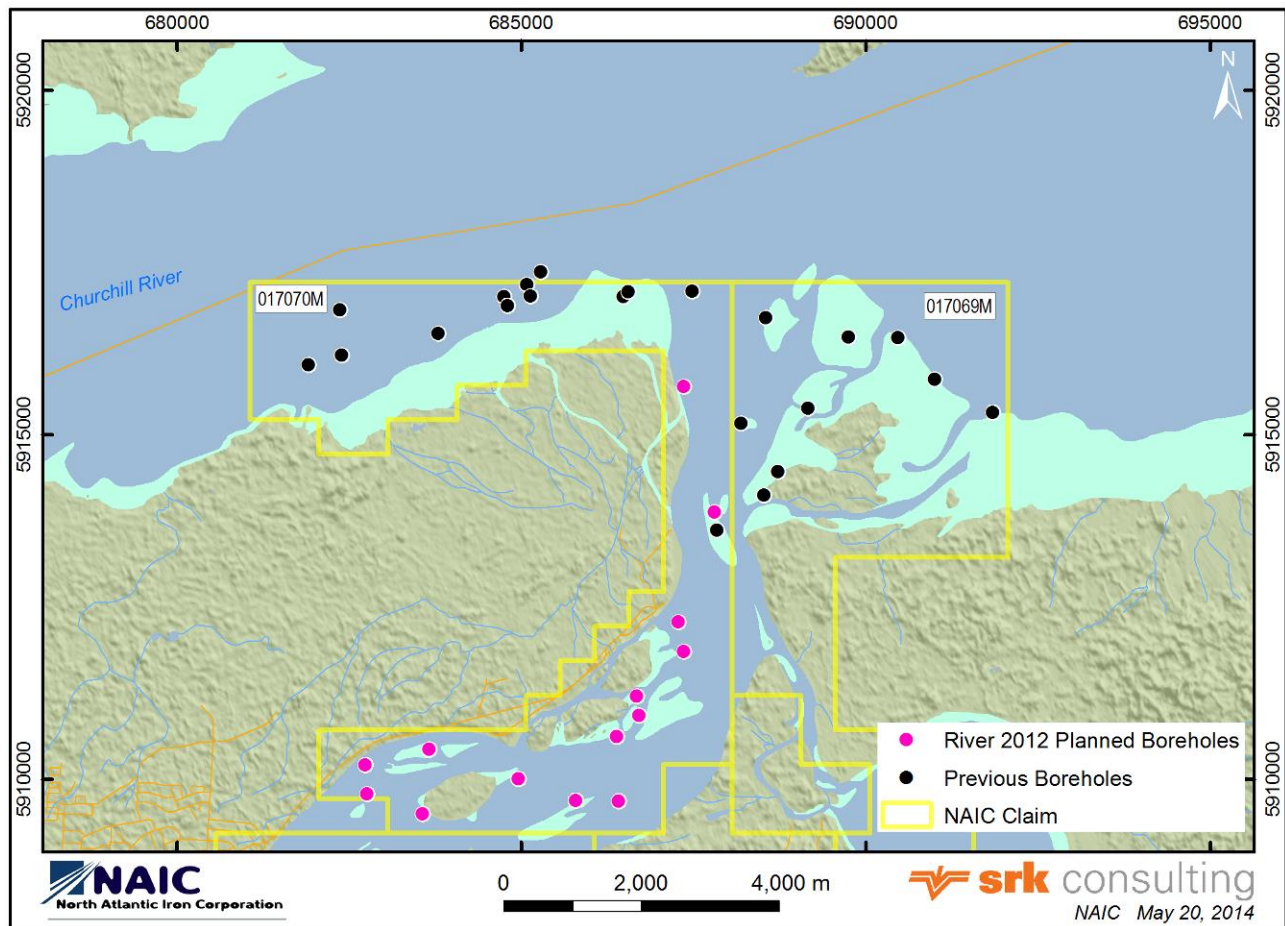 680000 685000 690000 695000
5920000 5920000
N
Churchill River
017070M
017069M
5915000 5915000
5910000 5910000
River 2012 Planned Boreholes
Previous Boreholes
NAIC Claim
NAIC
North Atlantic Iron Corporation
0 2,000 4,000 m
srk consulting
NAIC May 20, 2014